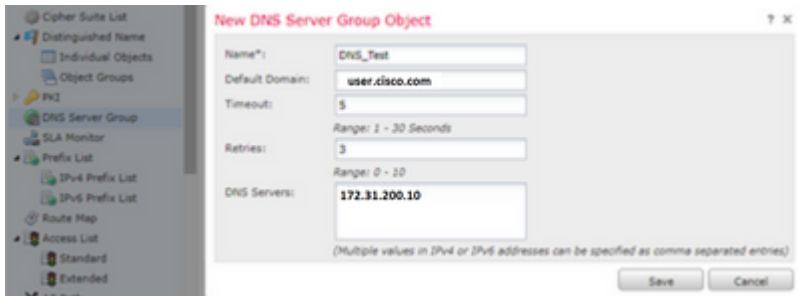 Cipher Suite List
Distinguished Name
Individual Objects
Object Groups
PKI
DNS Server Group
SLA Monitor
Prefix List
IPv4 Prefix List
IPv6 Prefix List
Route Map
Access List
Standard
Extended
New DNS Server Group Object
? X
Name*:
DNS_Test
Default Domain:
user.cisco.com
Timeout:
5
Range: 1 - 30 Seconds
Retries:
3
Range: 0 - 10
DNS Servers:
172.31.200.10
(Multiple values in IPv4 or IPv6 addresses can be specified as comma separated entries)
Save
Cancel